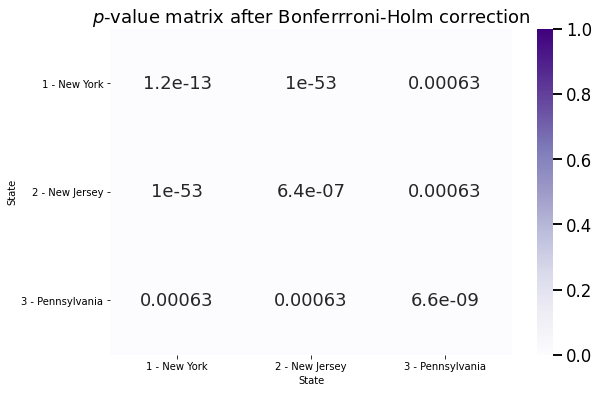 p-value matrix after Bonferrroni-Holm correction
1 - New York 1.2e-13 1e-53 0.00063
2 - New Jersey 1e-53 6.4e-07 0.00063
3 - Pennsylvania 0.00063 0.00063 6.6e-09
State
1 - New York 2 - New Jersey 3 - Pennsylvania
State
1.0
0.8
0.6
0.4
0.2
0.0